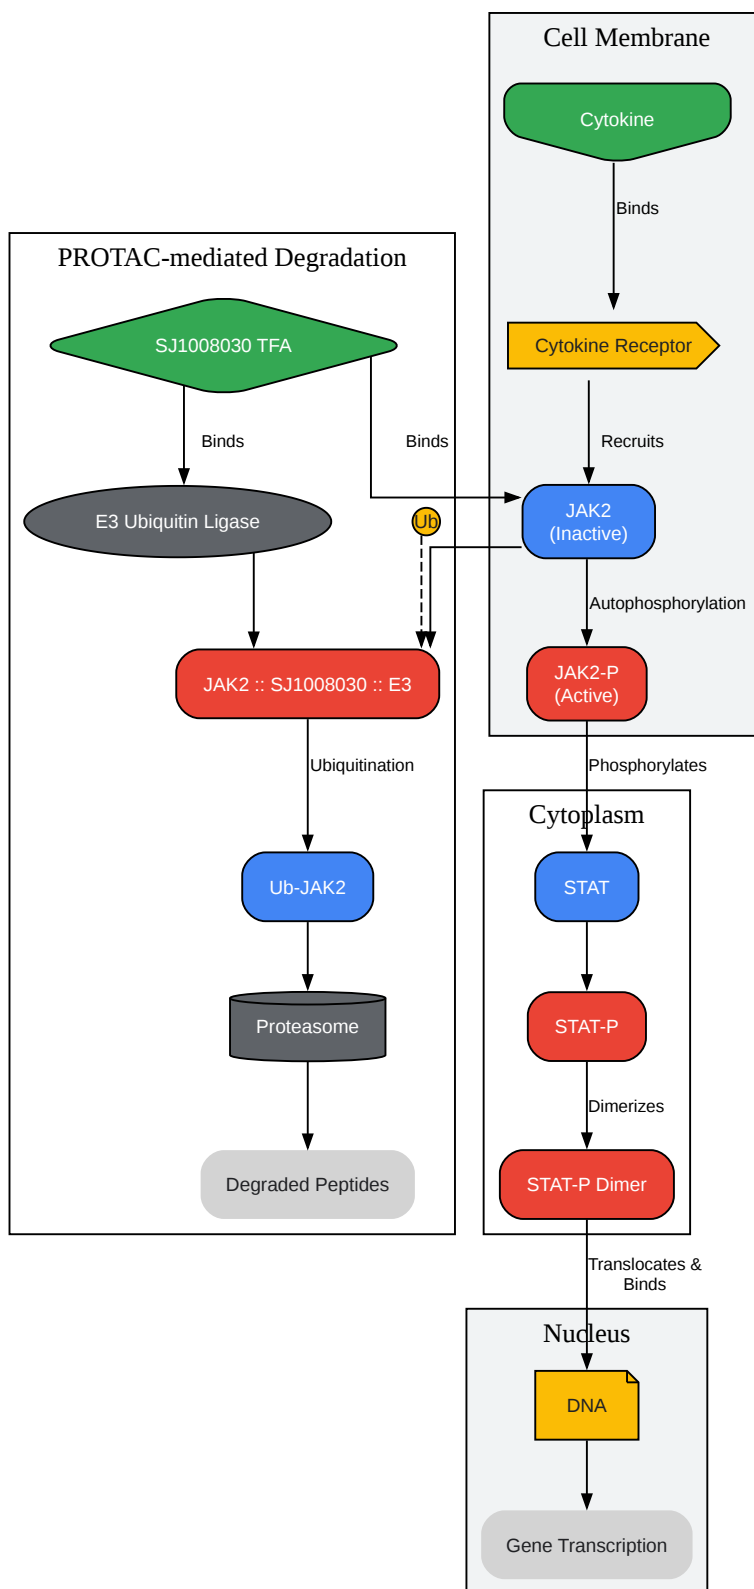 Cell Membrane
Cytokine
Binds
Cytokine Receptor
Recruits
JAK2
(Inactive)
Autophosphorylation
JAK2-P
(Active)
Phosphorylates
PROTAC-mediated Degradation
SJ1008030 TFA
Binds
Binds
E3 Ubiquitin Ligase
Ub
JAK2 :: SJ1008030 :: E3
Ubiquitination
Ub-JAK2
Proteasome
Degraded Peptides
Cytoplasm
STAT
STAT-P
Dimerizes
STAT-P Dimer
Translocates &
Binds
Nucleus
DNA
Gene Transcription